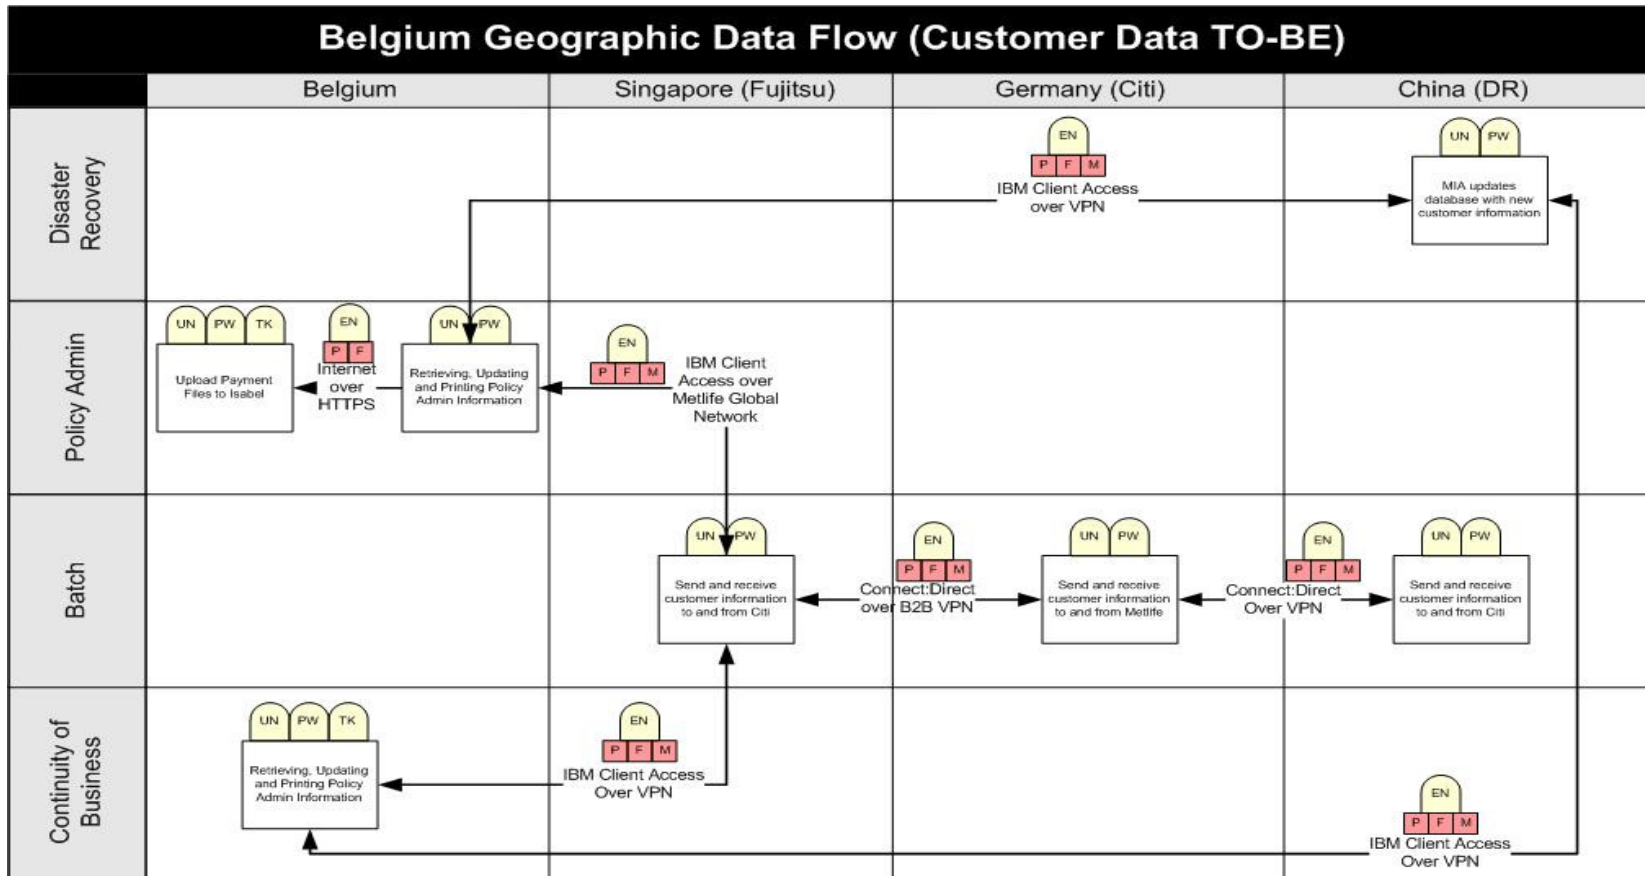 Belgium Geographic Data Flow (Customer Data TO-BE)
Belgium
Singapore (Fujitsu)
Germany (Citi)
China (DR)
Disaster
Recovery
EN
P F M
IBM Client Access
over VPN
UN PW
MIA updates
database with new
customer information
Policy Admin
UN PW TK
Upload Payment
Files to Isabel
EN
P F
Internet
over
HTTPS
UN PW
Retrieving, Updating
and Printing Policy
Admin Information
EN
P F M
IBM Client
Access over
Metlife Global
Network
Batch
UN PW
Send and receive
customer information
to and from Citi
EN
P F M
Connect:Direct
over B2B VPN
UN PW
Send and receive
customer information
to and from Metlife
EN
P F M
Connect:Direct
Over VPN
UN PW
Send and receive
customer information
to and from Citi
Continuity of
Business
UN PW TK
Retrieving, Updating
and Printing Policy
Admin Information
EN
P F M
IBM Client Access
Over VPN
EN
P F M
IBM Client Access
Over VPN